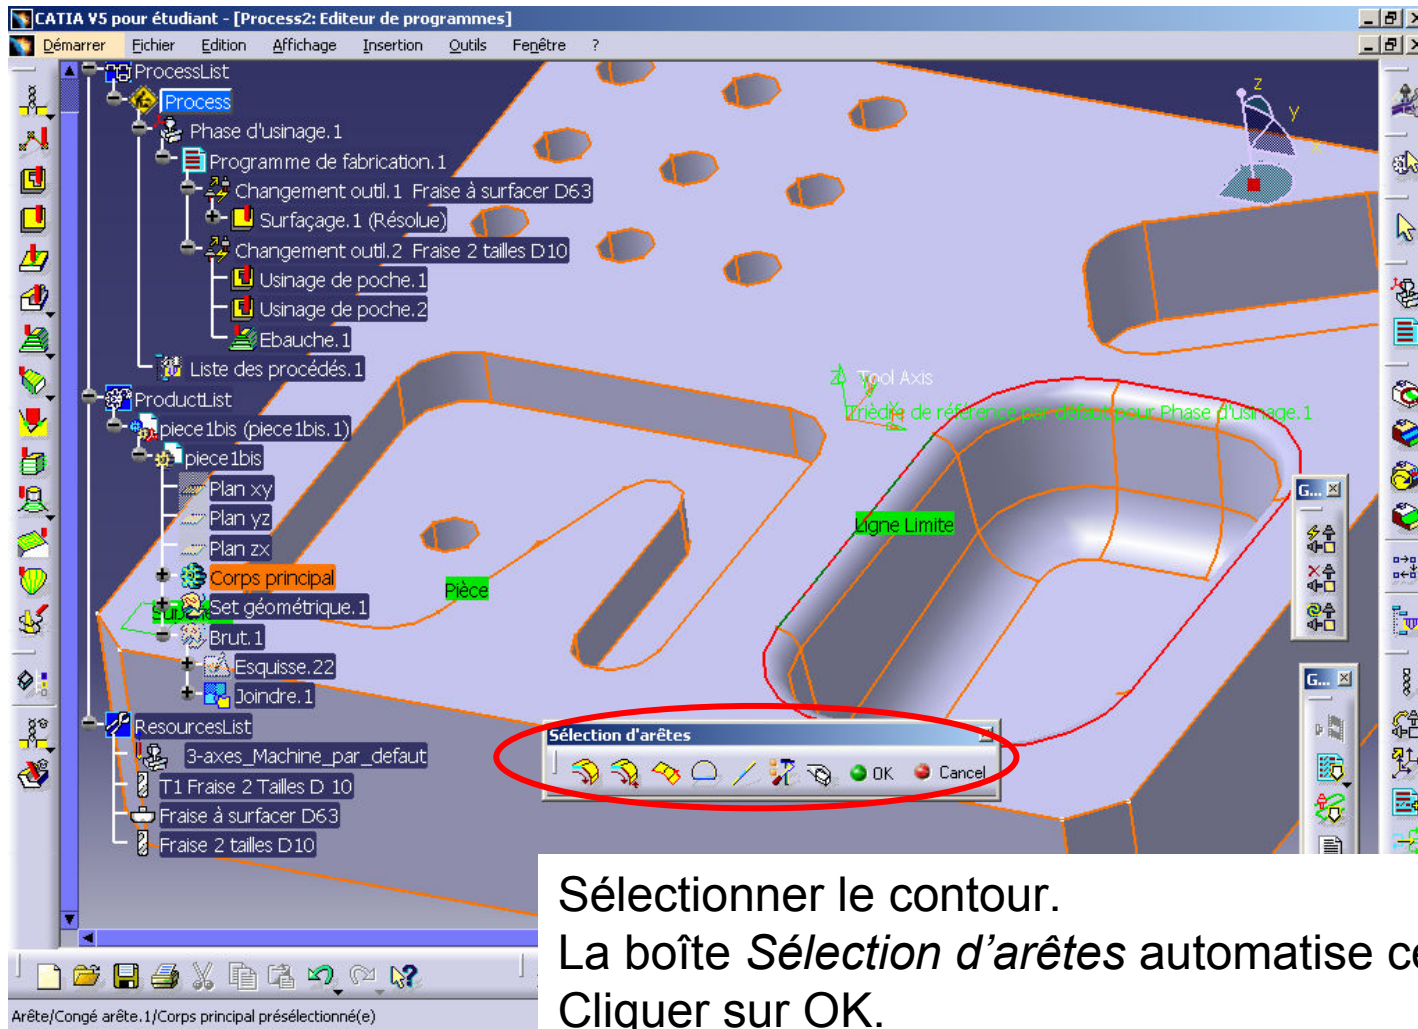 CATIA V5 pour étudiant - [Process2: Editeur de programmes]
Démarrer Fichier Edition Affichage Insertion Outils Fenêtre ?
ProcessList
Process
Phase d'usinage.1
Programme de fabrication.1
Changement outil.1 Fraise à surfacer D63
Surfaçage.1 (Résolue)
Changement outil.2 Fraise 2 tailles D10
Usinage de poche.1
Usinage de poche.2
Ebauche.1
Liste des procédés.1
ProductList
piece1bis (piece1bis.1)
piece1bis
Plan xy
Plan yz
Plan zx
Corps principal
Set géométrique.1
Brut.1
Esquisse.22
Joindre.1
ResourcesList
3-axes_Machine_par_defaut
T1 Fraise 2 Tailles D 10
Fraise à surfacer D63
Fraise 2 tailles D10
z
y
x
Tool Axis
Trièdre de référence par défaut pour Phase d'usinage.1
Ligne Limite
Pièce
G...
G...
Sélection d'arêtes
OK Cancel
Sélectionner le contour.
La boîte Sélection d'arêtes automatise ce
Cliquer sur OK.
Arête/Congé arête.1/Corps principal présélectionné(e)